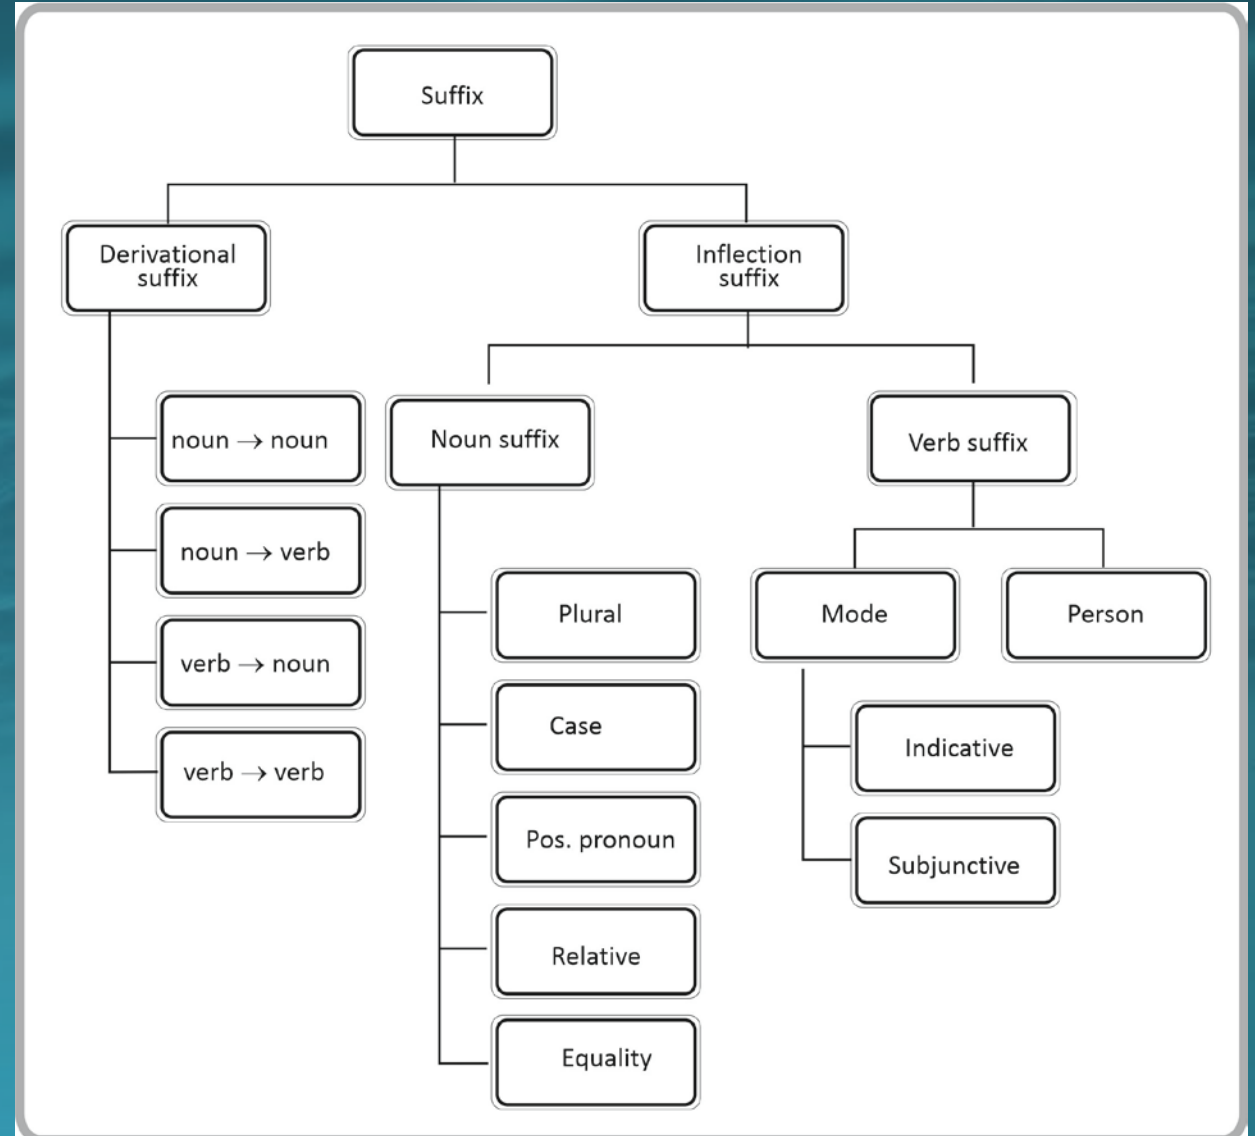 Suffix
Derivational
suffix
Inflection
suffix
noun → noun
noun → verb
verb → noun
verb → verb
Noun suffix
Plural
Case
Pos. pronoun
Relative
Equality
Verb suffix
Mode
Person
Indicative
Subjunctive